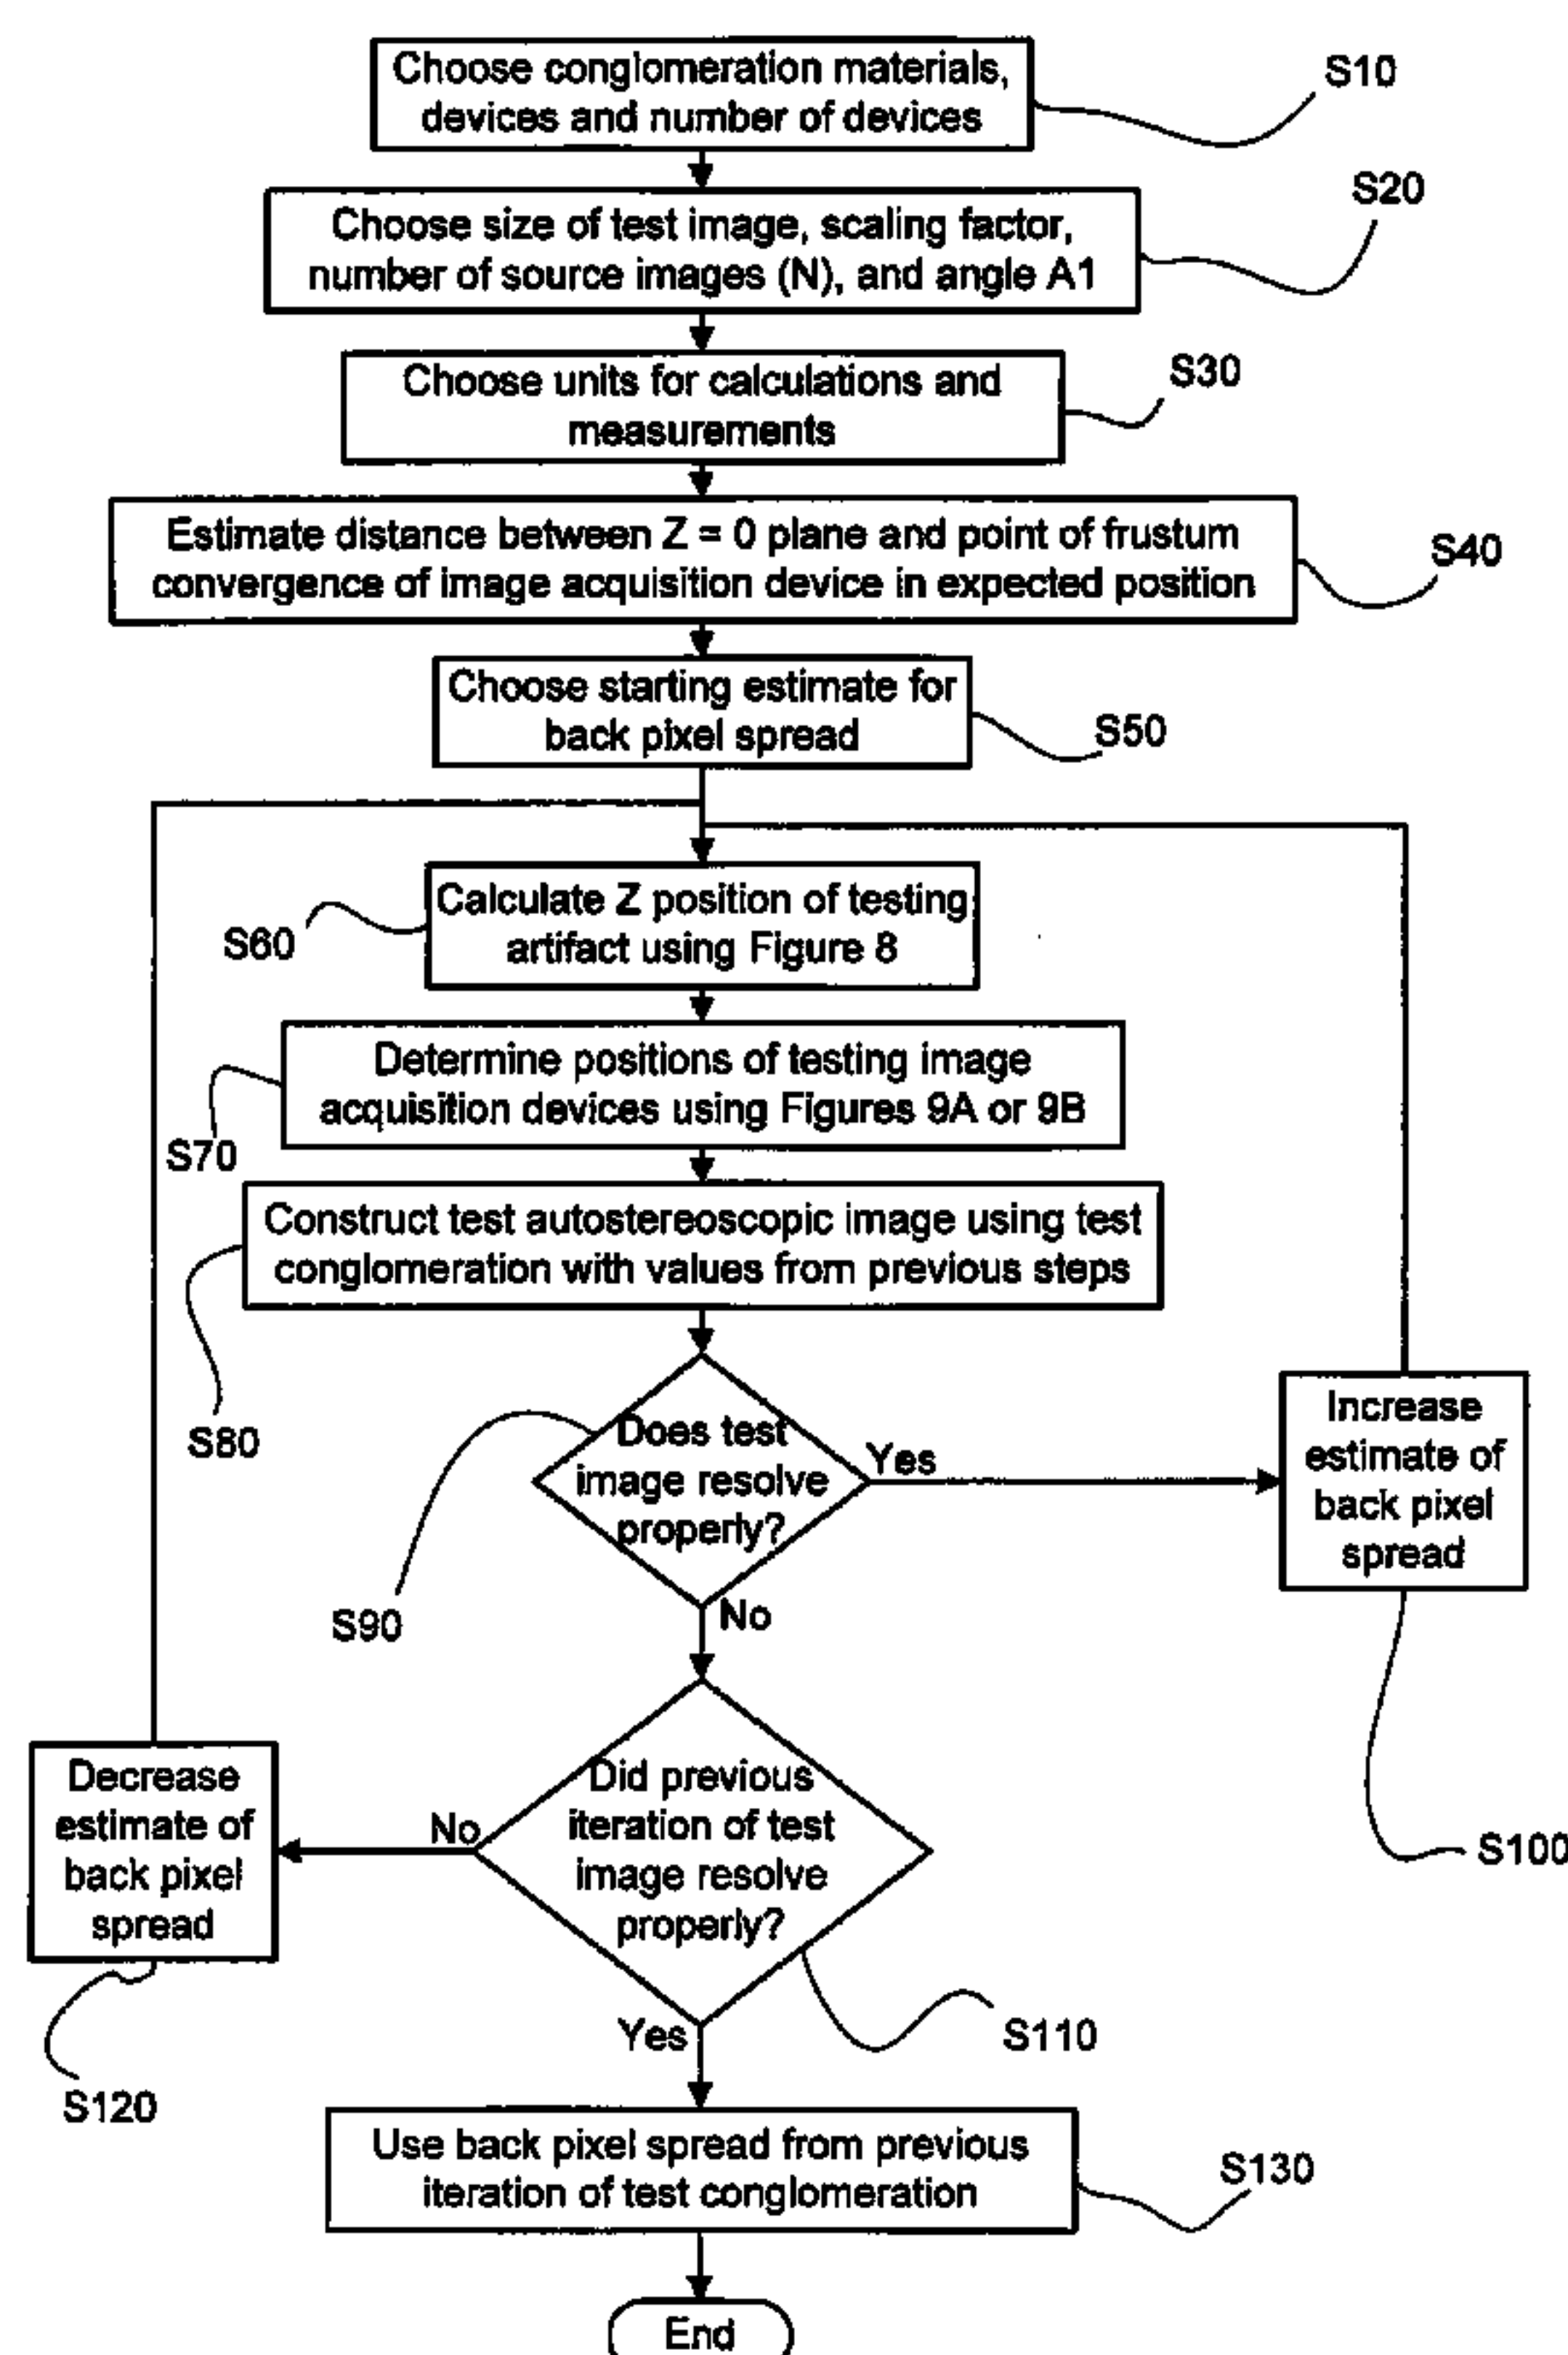 Choose conglomeration materials,
devices and number of devices
S10
Choose size of test image, scaling factor,
number of source images (N), and angle A1
S20
Choose units for calculations and
measurements
S30
Estimate distance between Z = 0 plane and point of frustum
convergence of image acquisition device in expected position
S40
Choose starting estimate for
back pixel spread
S50
Calculate Z position of testing
artifact using Figure 8
S60
Determine positions of testing image
acquisition devices using Figures 9A or 9B
S70
Construct test autostereoscopic image using test
conglomeration with values from previous steps
S80
Does test
image resolve
properly?
S90
Yes
No
Increase
estimate of
back pixel
spread
S100
Did previous
iteration of test
image resolve
properly?
S110
No
Yes
Decrease
estimate of
back pixel
spread
S120
Use back pixel spread from previous
iteration of test conglomeration
S130
End